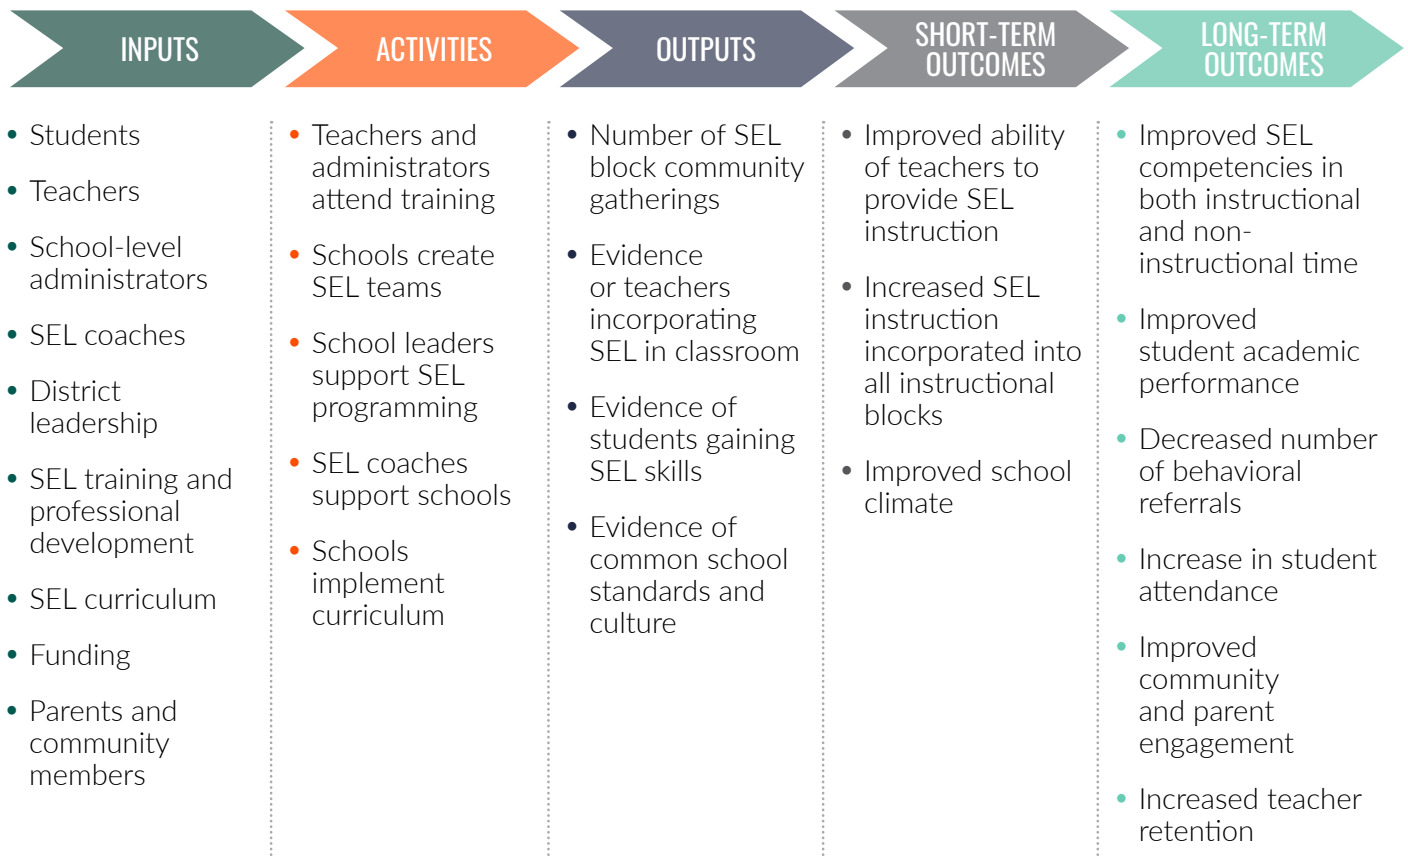 INPUTS
ACTIVITIES
OUTPUTS
SHORT-TERM
OUTCOMES
LONG-TERM
OUTCOMES
• Students
• Teachers
• School-level
administrators
• SEL coaches
• District
leadership
• SEL training and
professional
development
• SEL curriculum
• Funding
• Parents and
community
members
• Teachers and
administrators
attend training
• Schools create
SEL teams
• School leaders
support SEL
programming
• SEL coaches
support schools
• Schools
implement
curriculum
• Number of SEL
block community
gatherings
• Evidence
or teachers
incorporating
SEL in classroom
• Evidence of
students gaining
SEL skills
• Evidence of
common school
standards and
culture
• Improved ability
of teachers to
provide SEL
instruction
• Increased SEL
instruction
incorporated into
all instructional
blocks
• Improved school
climate
• Improved SEL
competencies in
both instructional
and non-
instructional time
• Improved
student academic
performance
• Decreased number
of behavioral
referrals
• Increase in student
attendance
• Improved
community
and parent
engagement
• Increased teacher
retention